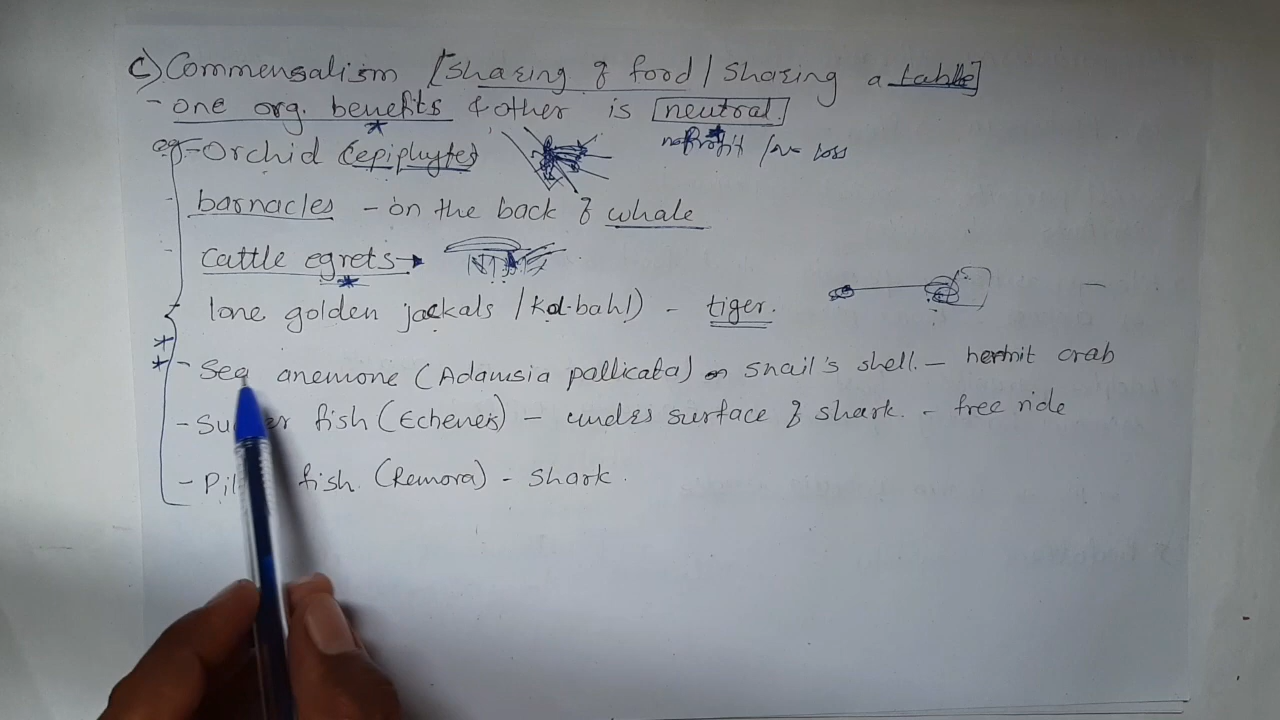 C) Commensalism [sharing of food / sharing a table]
- one org. benefits & other is neutral.
no profit / no loss
eg - Orchid (epiphytes)
- barnacles - on the back of whale
- cattle egrets →
- lone golden jackals / kol-bahl) - tiger.
- Sea anemone (Adamsia pallicata) on snail's shell. - hermit crab
- fish (Echeneis) - under surface of shark. - free ride
- fish (Remora) - shark.